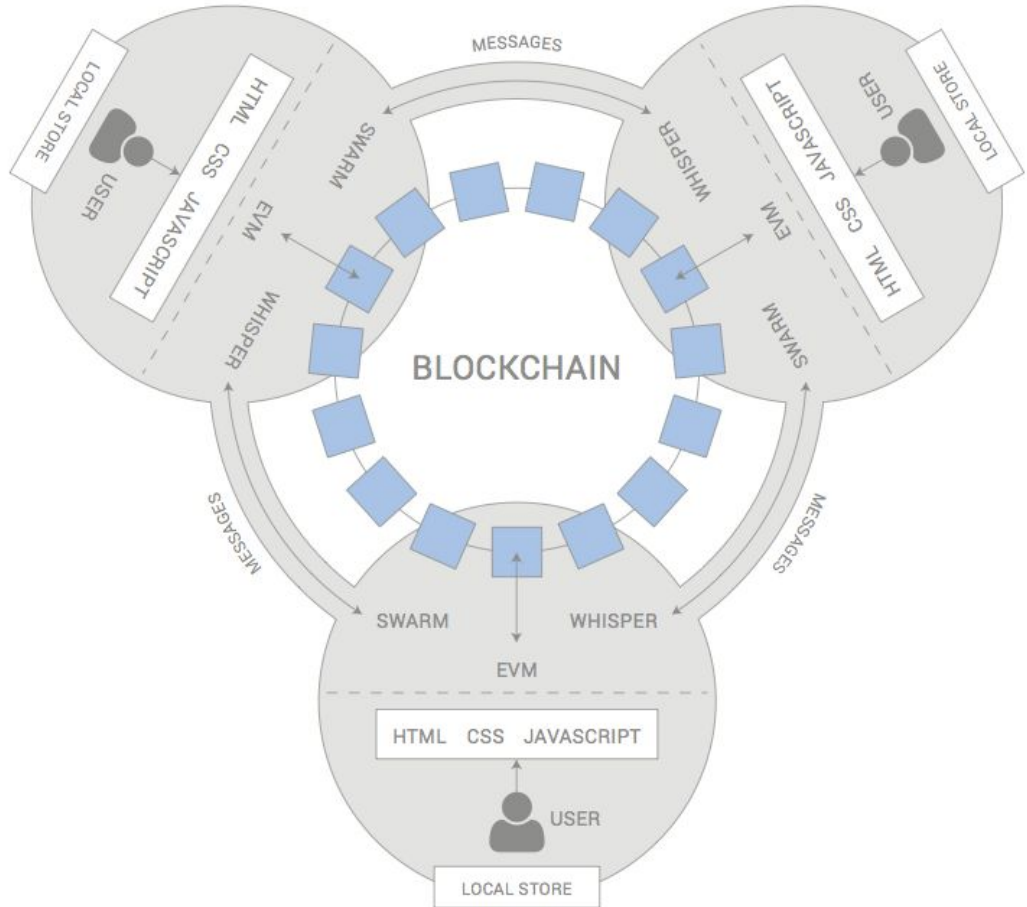 MESSAGES
LOCAL STORE
USER
HTML CSS JAVASCRIPT
SWARM
EVM
WHISPER
LOCAL STORE
USER
HTML CSS JAVASCRIPT
WHISPER
EVM
SWARM
BLOCKCHAIN
MESSAGES
MESSAGES
SWARM
WHISPER
EVM
HTML CSS JAVASCRIPT
USER
LOCAL STORE